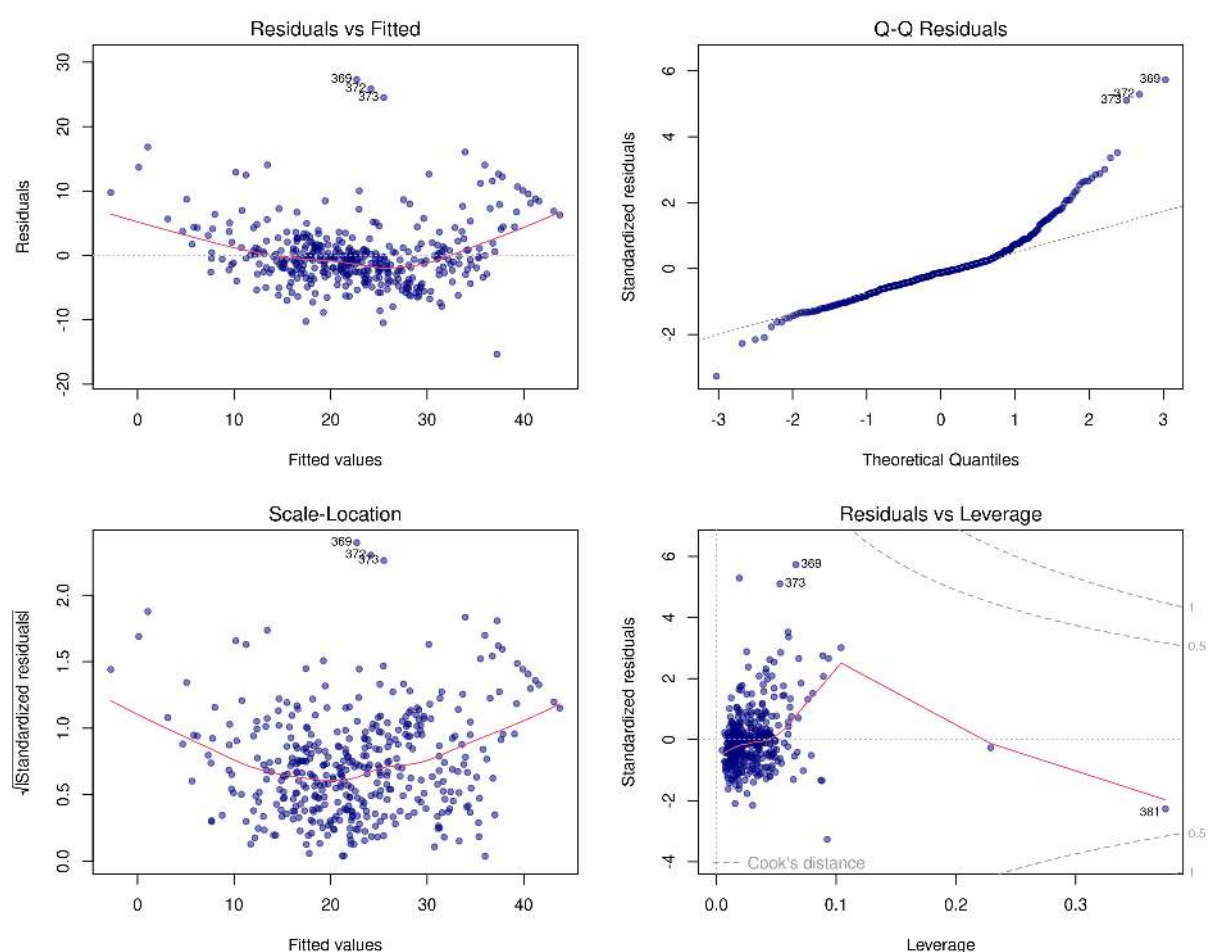 Residuals vs Fitted
Residuals
30
20
10
0
-10
-20
369
372
373
0 10 20 30 40
Fitted values
Q-Q Residuals
Standardized residuals
6
4
2
0
-2
369
372
373
-3 -2 -1 0 1 2 3
Theoretical Quantiles
Scale-Location
√|Standardized residuals|
2.0
1.5
1.0
0.5
0.0
369
372
373
0 10 20 30 40
Fitted values
Residuals vs Leverage
Standardized residuals
6
4
2
0
-2
-4
369
373
381
1
0.5
0.5
1
Cook's distance
0.0 0.1 0.2 0.3
Leverage